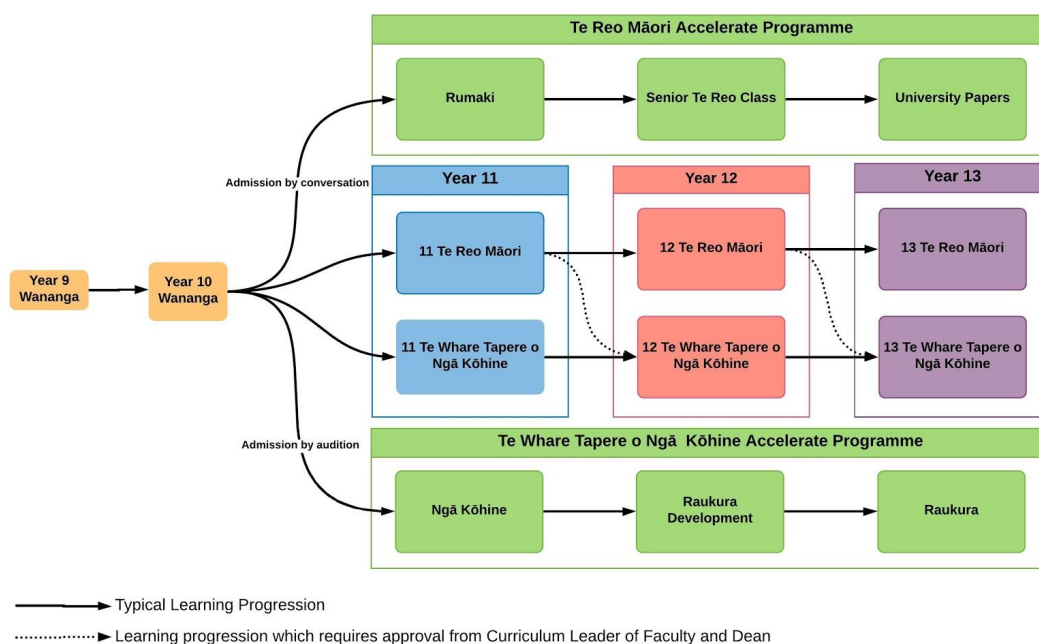 Te Reo Māori Accelerate Programme
Rumaki
Senior Te Reo Class
University Papers
Admission by conversation
Year 11
Year 12
Year 13
11 Te Reo Māori
12 Te Reo Māori
13 Te Reo Māori
Year 9
Wananga
Year 10
Wananga
11 Te Whare Tapere o
Ngā Kōhine
12 Te Whare Tapere o
Ngā Kōhine
13 Te Whare Tapere o
Ngā Kōhine
Admission by audition
Te Whare Tapere o Ngā Kōhine Accelerate Programme
Ngā Kōhine
Raukura
Development
Raukura
Typical Learning Progression
Learning progression which requires approval from Curriculum Leader of Faculty and Dean